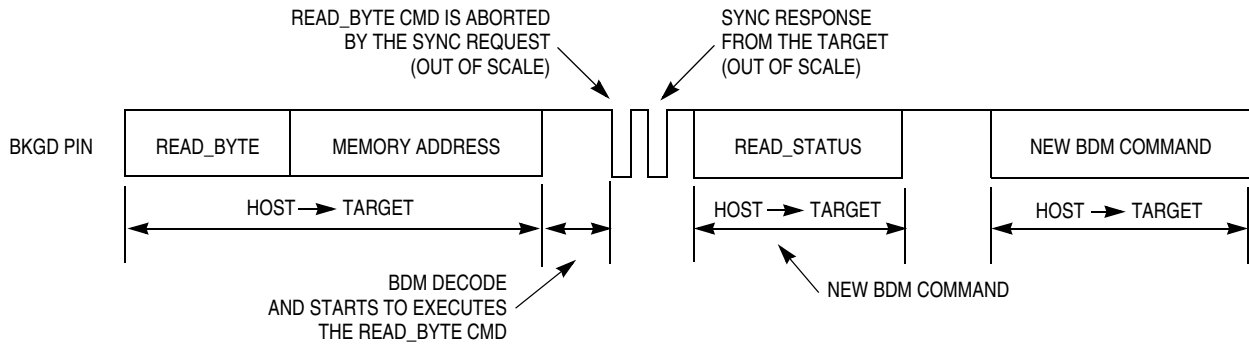 READ_BYTE CMD IS ABORTED
BY THE SYNC REQUEST
(OUT OF SCALE)
SYNC RESPONSE
FROM THE TARGET
(OUT OF SCALE)
BKGD PIN
READ_BYTE
MEMORY ADDRESS
READ_STATUS
NEW BDM COMMAND
HOST TARGET
HOST TARGET
HOST TARGET
BDM DECODE
AND STARTS TO EXECUTES
THE READ_BYTE CMD
NEW BDM COMMAND